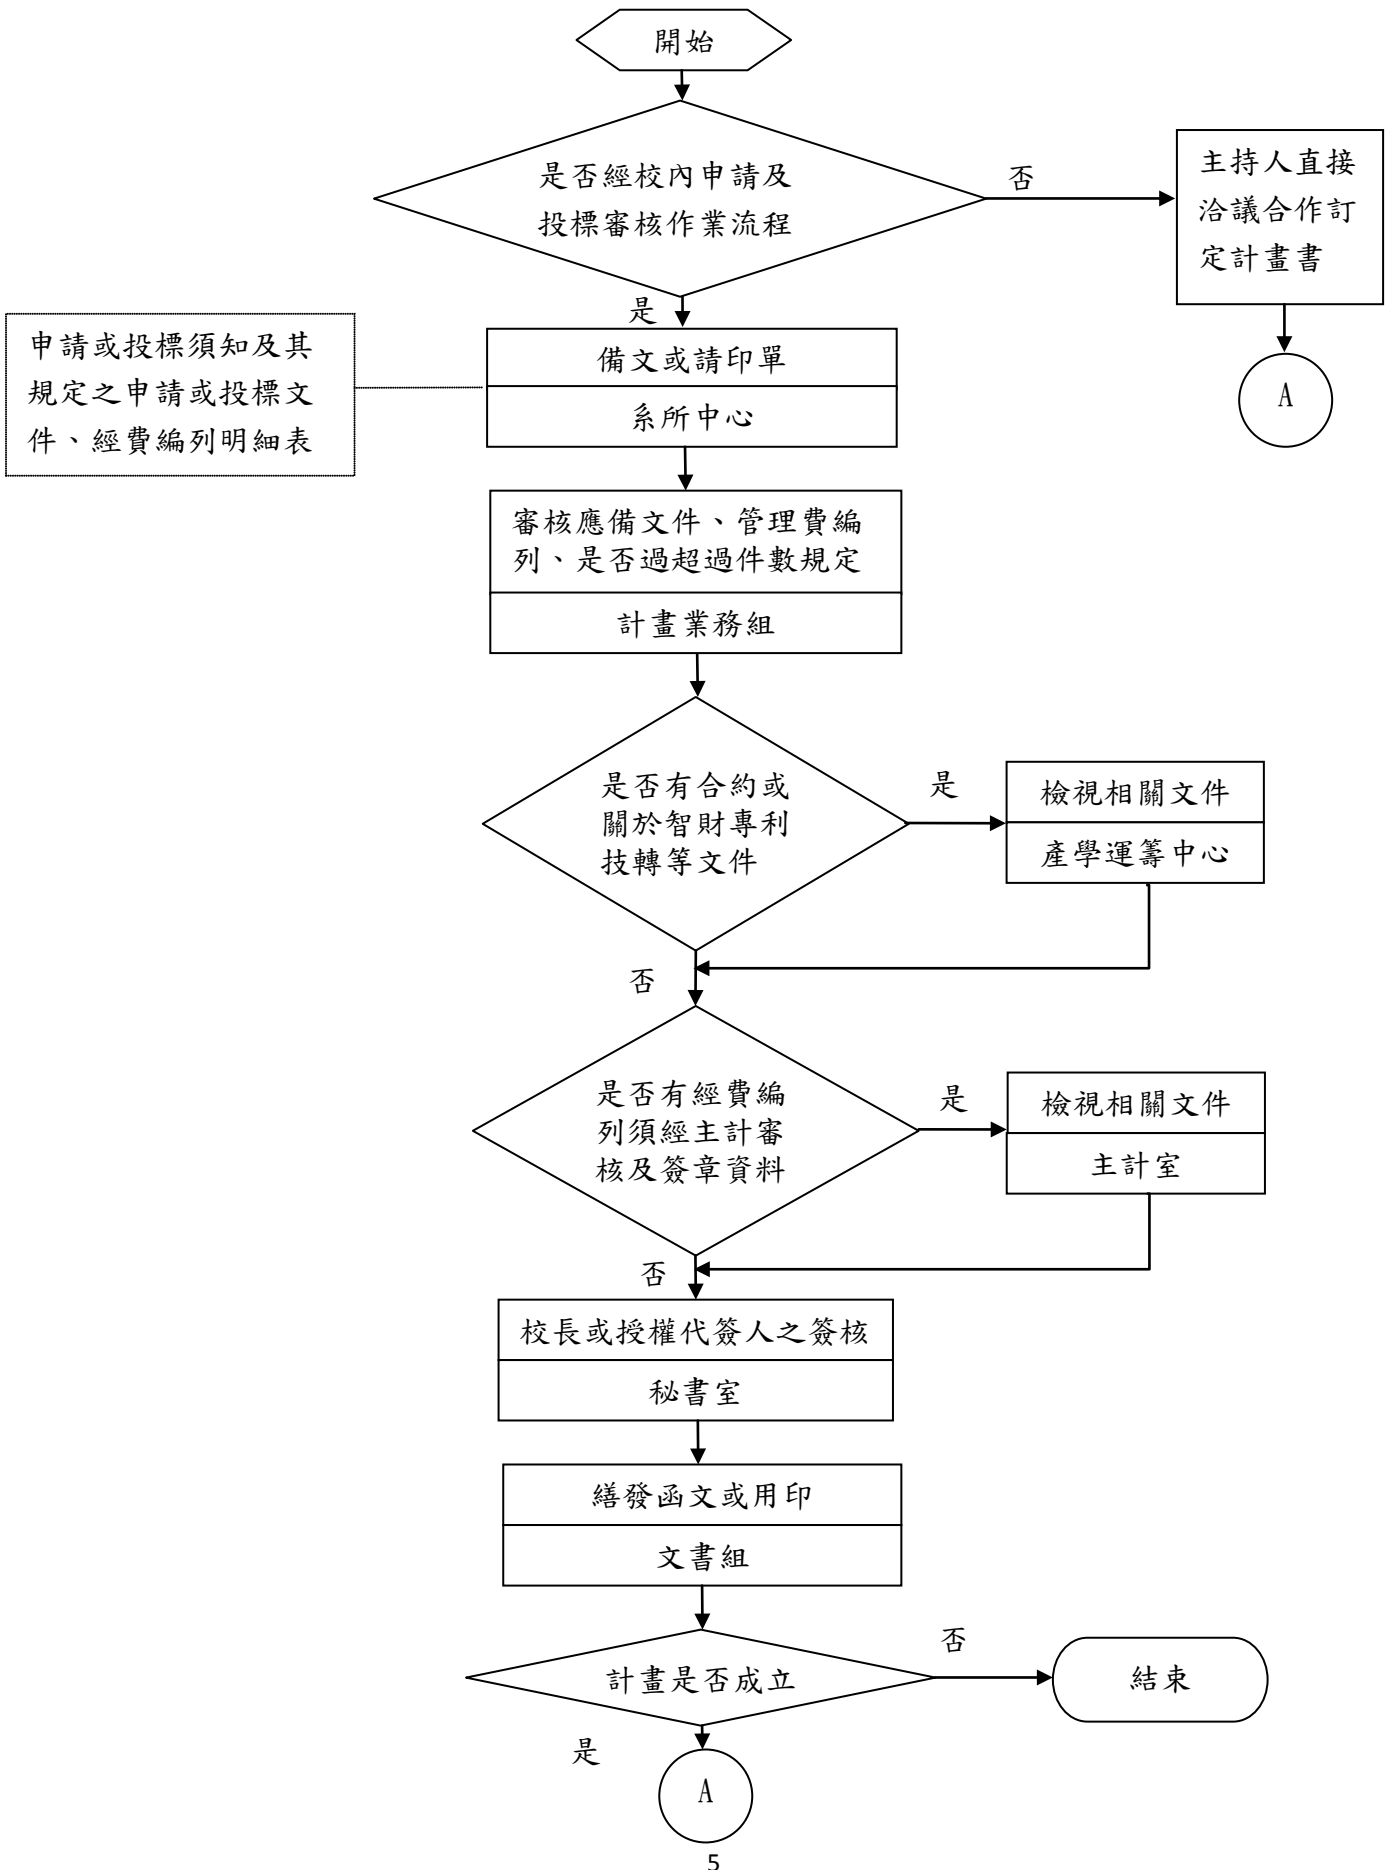 開始
是否經校內申請及
投標審核作業流程
否
主持人直接
洽議合作訂
定計畫書
A
是
申請或投標須知及其
規定之申請或投標文
件、經費編列明細表
備文或請印單
系所中心
審核應備文件、管理費編
列、是否過超過件數規定
計畫業務組
是否有合約或
關於智財專利
技轉等文件
是
檢視相關文件
產學運籌中心
否
是否有經費編
列須經主計審
核及簽章資料
是
檢視相關文件
主計室
否
校長或授權代簽人之簽核
秘書室
繕發函文或用印
文書組
計畫是否成立
否
結束
是
A
5